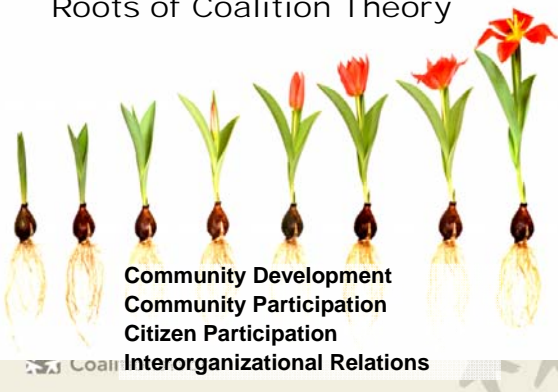 Roots of Coalition Theory
Community Development
Community Participation
Citizen Participation
Interorganizational Relations